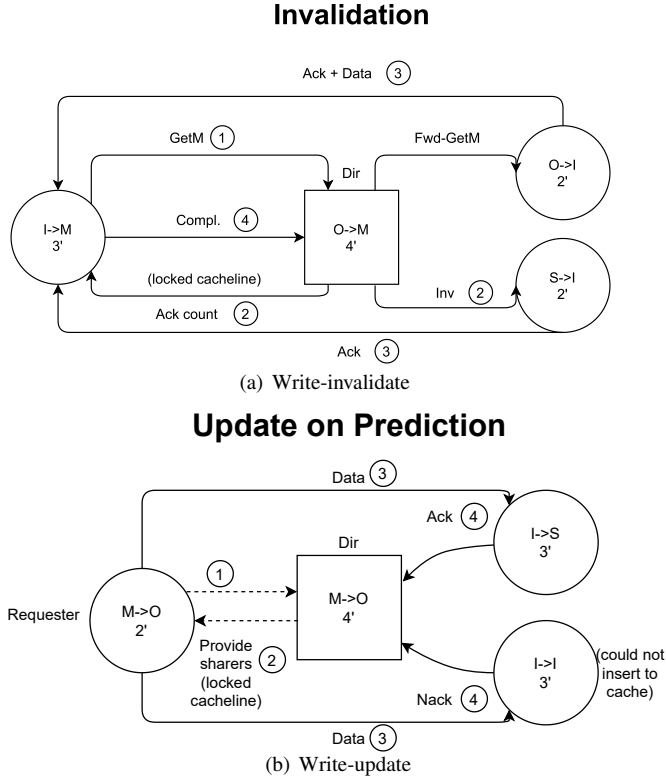 Invalidation
Ack + Data 3
GetM 1
Fwd-GetM
Dir
O->I
2'
I->M
3'
Compl. 4
O->M
4'
(locked cacheline)
Ack count 2
Inv 2
S->I
2'
Ack 3
(a) Write-invalidate
Update on Prediction
Data 3
Ack 4
I->S
3'
Dir
1
Requester
M->O
2'
M->O
4'
Provide
sharers
(locked
cacheline)
2
I->I
3'
(could not
insert to
cache)
Nack 4
Data 3
(b) Write-update